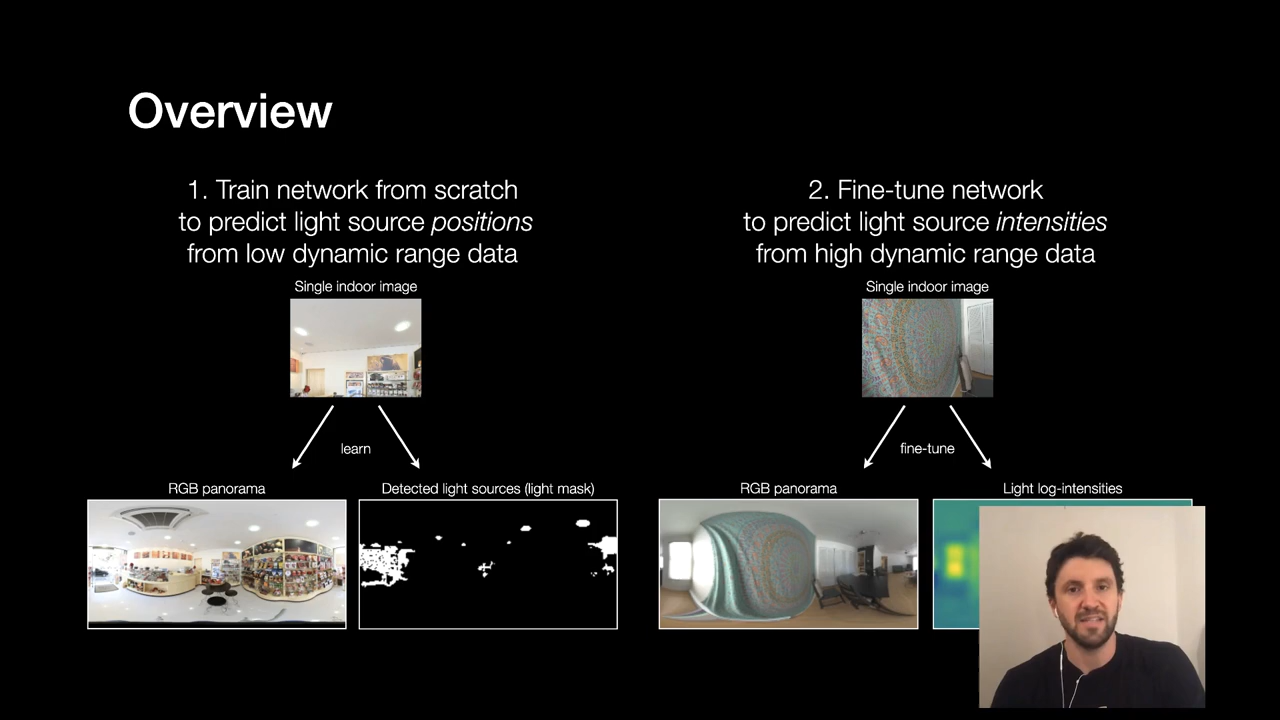 Overview
1. Train network from scratch
to predict light source positions
from low dynamic range data
Single indoor image
learn
RGB panorama
Detected light sources (light mask)
2. Fine-tune network
to predict light source intensities
from high dynamic range data
Single indoor image
fine-tune
RGB panorama
Light log-intensities